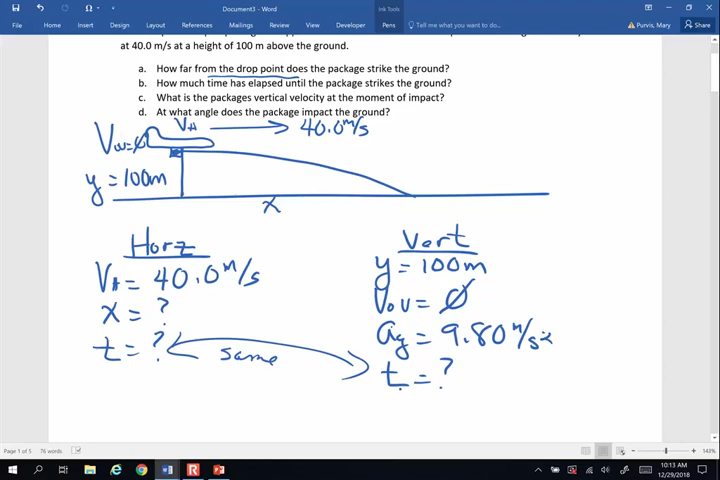 Document3 - Word
Ink Tools
Purvis, Mary
File Home Insert Design Layout References Mailings Review View Developer Pens Tell me what you want to do Share
at 40.0 m/s at a height of 100 m above the ground.
a. How far from the drop point does the package strike the ground?
b. How much time has elapsed until the package strikes the ground?
c. What is the packages vertical velocity at the moment of impact?
d. At what angle does the package impact the ground?
VH 40.0 m/s
Vov=Ø
y = 100m
x
Horz Vert
VH = 40.0 m/s y = 100m
x = ? Vov = Ø
t = ? same ag = 9.80 m/s²
t = ?
Page 1 of 5 76 words 143%
10:13 AM
12/29/2018